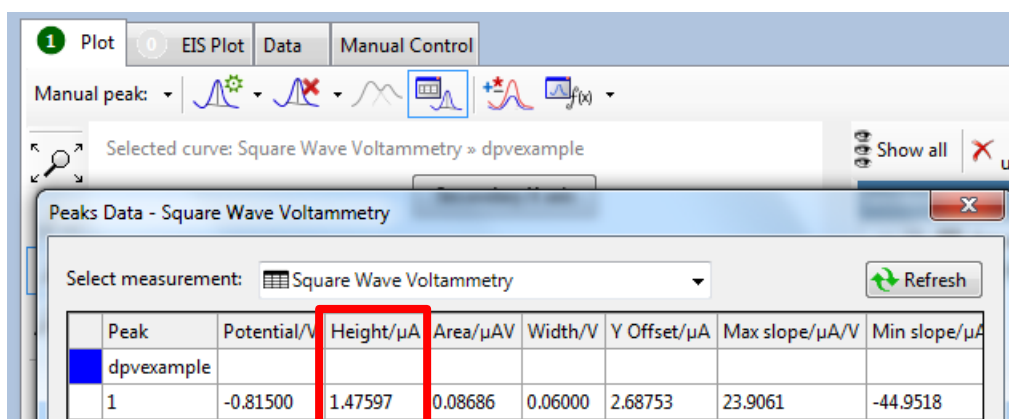 1 Plot 0 EIS Plot Data Manual Control
Manual peak: f(x)
Selected curve: Square Wave Voltammetry » dpvexample
Show all
Peaks Data - Square Wave Voltammetry
x
Select measurement: Square Wave Voltammetry Refresh
Peak Potential/V Height/µA Area/µAV Width/V Y Offset/µA Max slope/µA/V Min slope/µA
dpvexample
1 -0.81500 1.47597 0.08686 0.06000 2.68753 23.9061 -44.9518